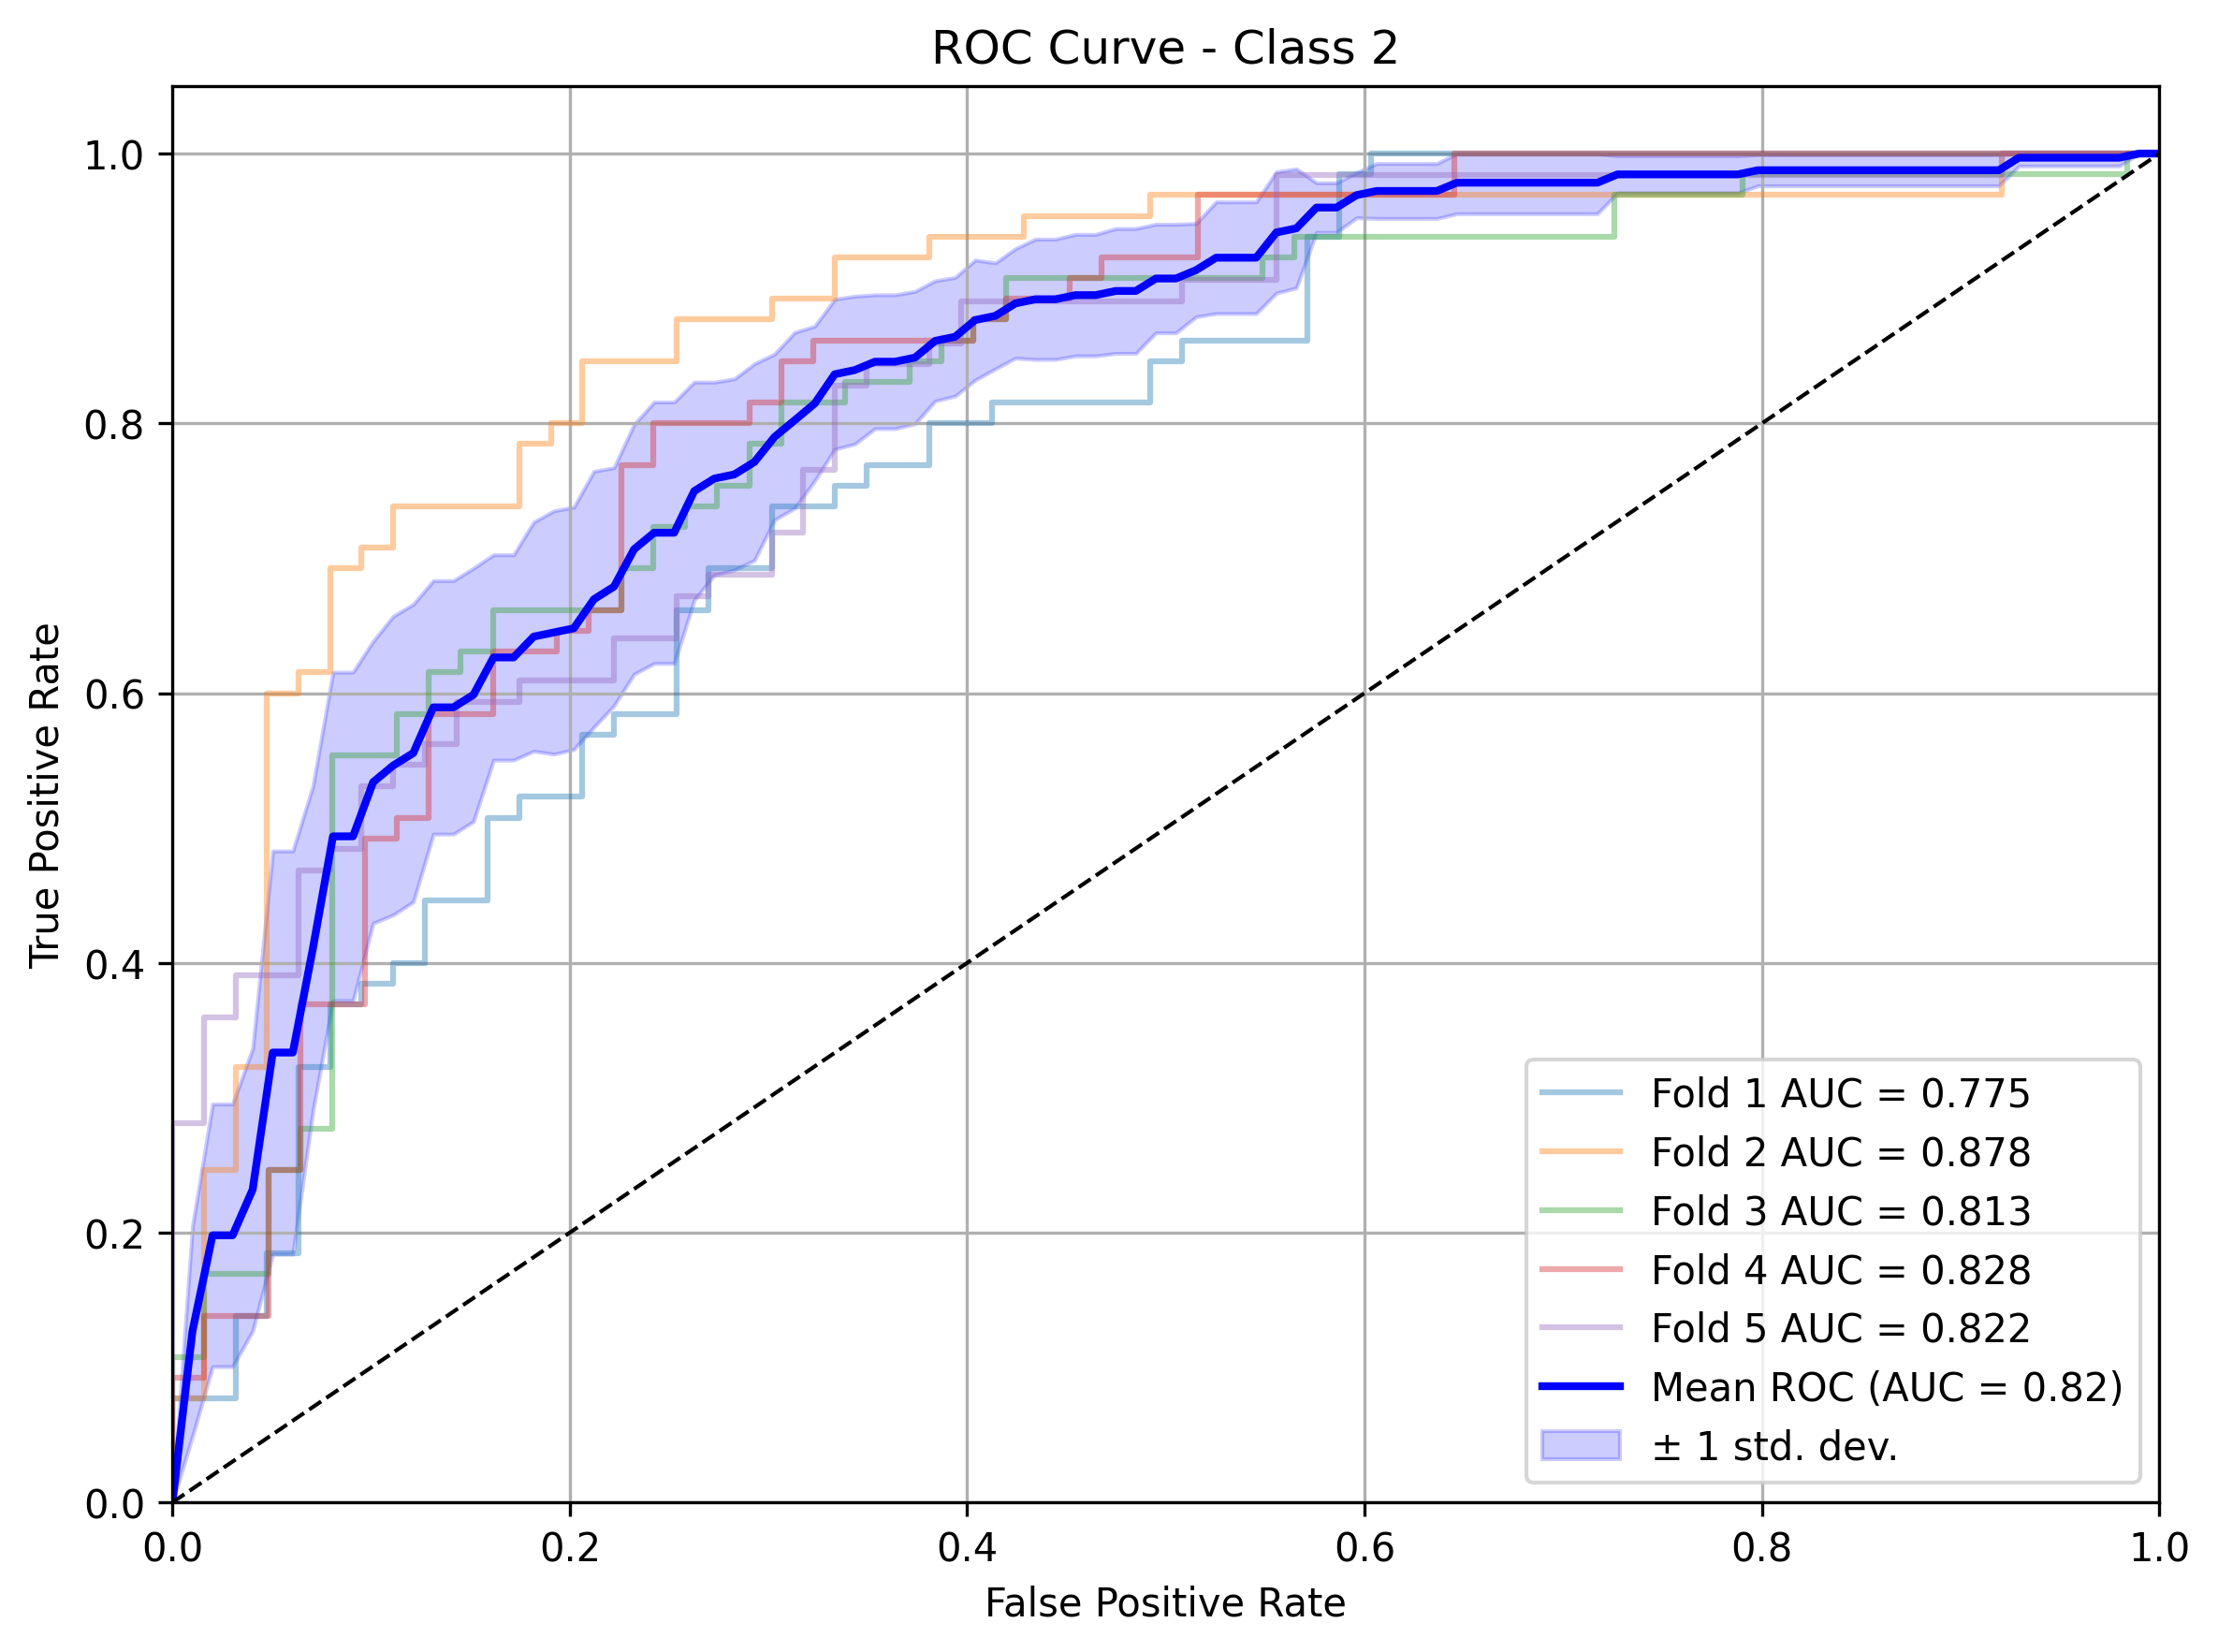 ROC Curve - Class 2
True Positive Rate
1.0
0.8
0.6
0.4
0.2
0.0
Fold 1 AUC = 0.775
Fold 2 AUC = 0.878
Fold 3 AUC = 0.813
Fold 4 AUC = 0.828
Fold 5 AUC = 0.822
Mean ROC (AUC = 0.82)
± 1 std. dev.
0.0 0.2 0.4 0.6 0.8 1.0
False Positive Rate